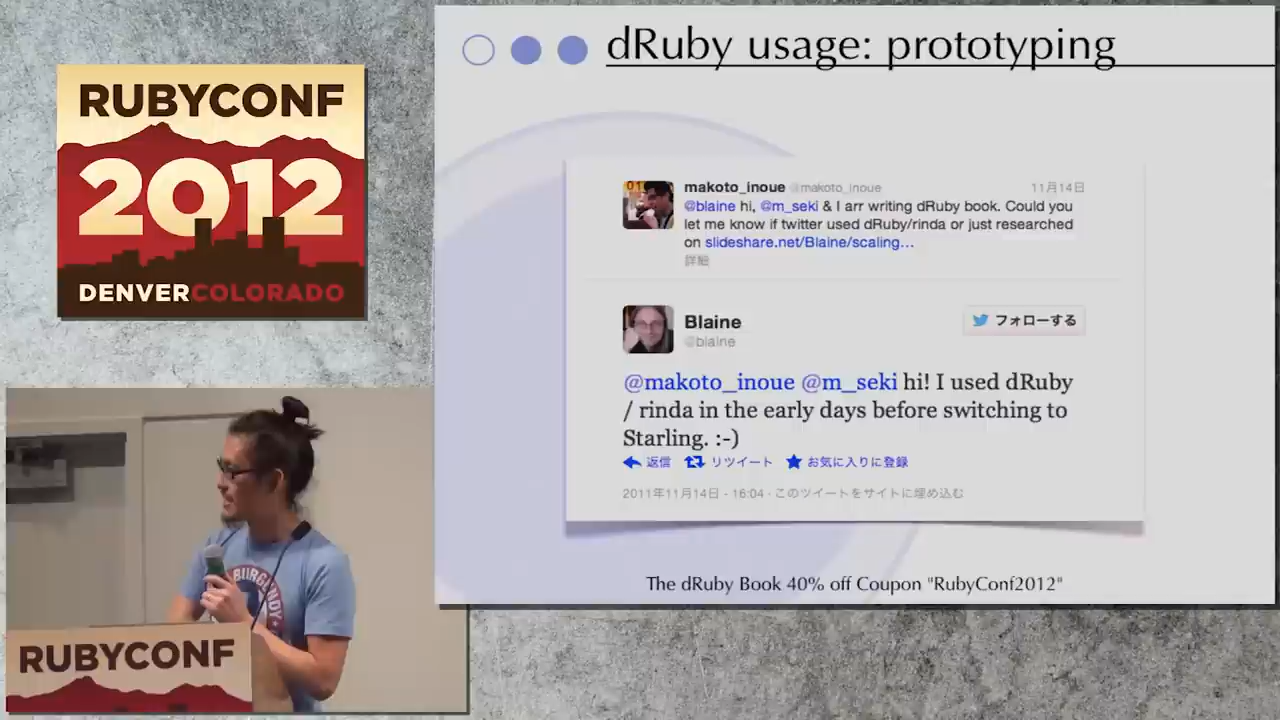 RUBYCONF
2012
DENVERCOLORADO
dRuby usage: prototyping
makoto_inoue @makoto_inoue 11月14日
@blaine hi, @m_seki & I arr writing dRuby book. Could you
let me know if twitter used dRuby/rinda or just researched
on slideshare.net/Blaine/scaling…
詳細
Blaine
@blaine
フォローする
@makoto_inoue @m_seki hi! I used dRuby
/ rinda in the early days before switching to
Starling. :-)
返信 リツイート お気に入りに登録
2011年11月14日 - 16:04 · このツイートをサイトに埋め込む
The dRuby Book 40% off Coupon "RubyConf2012"
BURGUNDY
RUBYCONF